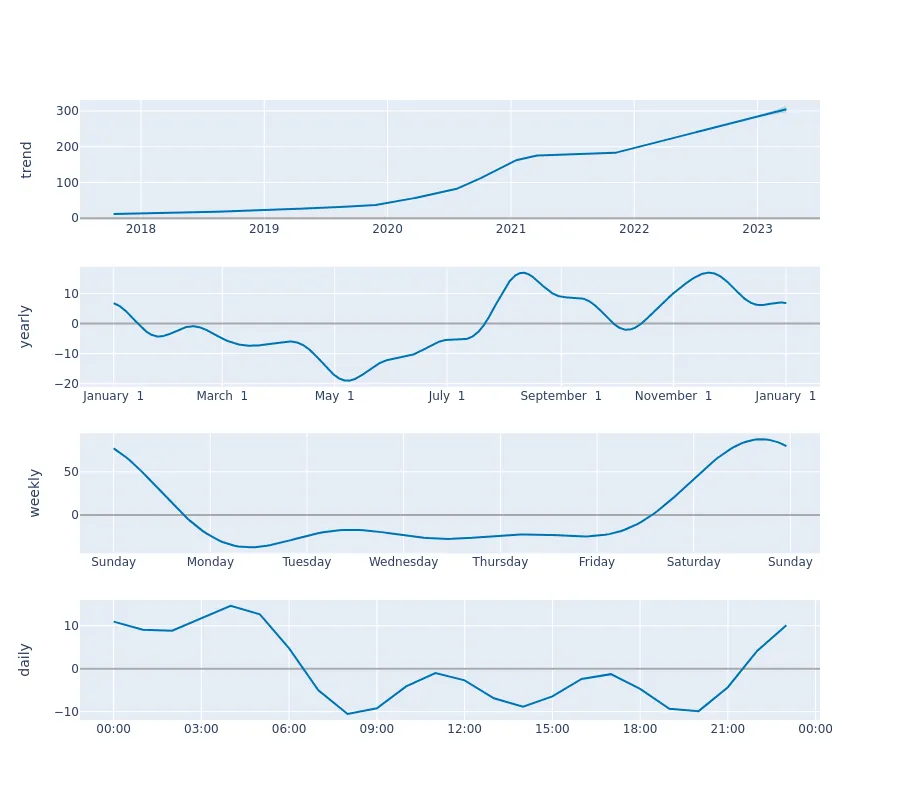 trend
300
200
100
0
2018 2019 2020 2021 2022 2023
yearly
10
0
−10
−20
January 1 March 1 May 1 July 1 September 1 November 1 January 1
weekly
50
0
Sunday Monday Tuesday Wednesday Thursday Friday Saturday Sunday
daily
10
0
−10
00:00 03:00 06:00 09:00 12:00 15:00 18:00 21:00 00:00